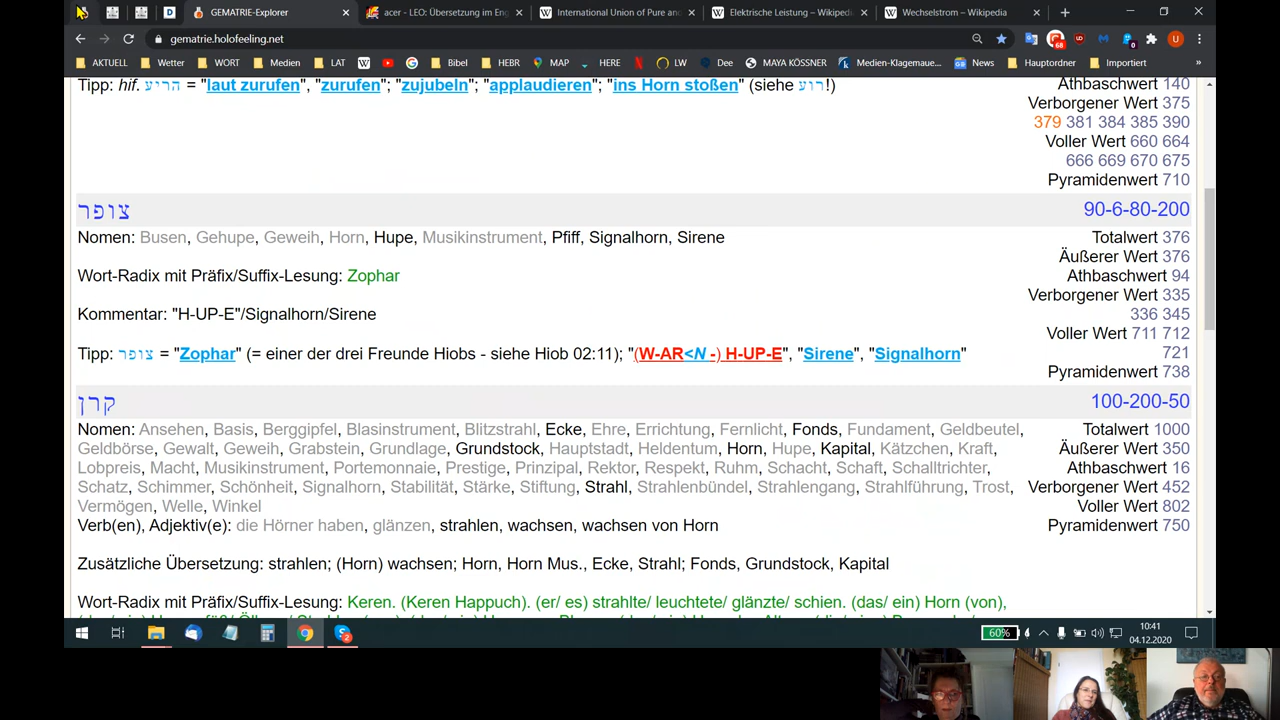 GEMATRIE-Explorer
acer - LEO: Übersetzung im Eng
International Union of Pure and
Elektrische Leistung – Wikipedi
Wechselstrom – Wikipedia
gematrie.holofeeling.net
AKTUELL Wetter WORT Medien LAT Bibel HEBR MAP HERE LW Dee MAYA KÖSSNER Medien-Klagemaue... News Hauptordner Importiert
Tipp: hif. הריע = "laut zurufen", "zurufen"; "zujubeln"; "applaudieren"; "ins Horn stoßen" (siehe רוע!)
Athbaschwert 140
Verborgener Wert 375
379 381 384 385 390
Voller Wert 660 664
666 669 670 675
Pyramidenwert 710
צופר 90-6-80-200
Nomen: Busen, Gehupe, Geweih, Horn, Hupe, Musikinstrument, Pfiff, Signalhorn, Sirene
Wort-Radix mit Präfix/Suffix-Lesung: Zophar
Kommentar: "H-UP-E"/Signalhorn/Sirene
Tipp: צופר = "Zophar" (= einer der drei Freunde Hiobs - siehe Hiob 02:11); "(W-AR<N -) H-UP-E", "Sirene", "Signalhorn"
Totalwert 376
Äußerer Wert 376
Athbaschwert 94
Verborgener Wert 335
336 345
Voller Wert 711 712
721
Pyramidenwert 738
קרן 100-200-50
Nomen: Ansehen, Basis, Berggipfel, Blasinstrument, Blitzstrahl, Ecke, Ehre, Errichtung, Fernlicht, Fonds, Fundament, Geldbeutel,
Geldbörse, Gewalt, Geweih, Grabstein, Grundlage, Grundstock, Hauptstadt, Heldentum, Horn, Hupe, Kapital, Kätzchen, Kraft,
Lobpreis, Macht, Musikinstrument, Portemonnaie, Prestige, Prinzipal, Rektor, Respekt, Ruhm, Schacht, Schaft, Schalltrichter,
Schatz, Schimmer, Schönheit, Signalhorn, Stabilität, Stärke, Stiftung, Strahl, Strahlenbündel, Strahlengang, Strahlführung, Trost,
Vermögen, Welle, Winkel
Verb(en), Adjektiv(e): die Hörner haben, glänzen, strahlen, wachsen, wachsen von Horn
Zusätzliche Übersetzung: strahlen; (Horn) wachsen; Horn, Horn Mus., Ecke, Strahl; Fonds, Grundstock, Kapital
Wort-Radix mit Präfix/Suffix-Lesung: Keren. (Keren Happuch). (er/ es) strahlte/ leuchtete/ glänzte/ schien. (das/ ein) Horn (von),
Totalwert 1000
Äußerer Wert 350
Athbaschwert 16
Verborgener Wert 452
Voller Wert 802
Pyramidenwert 750
60%
10:41
04.12.2020